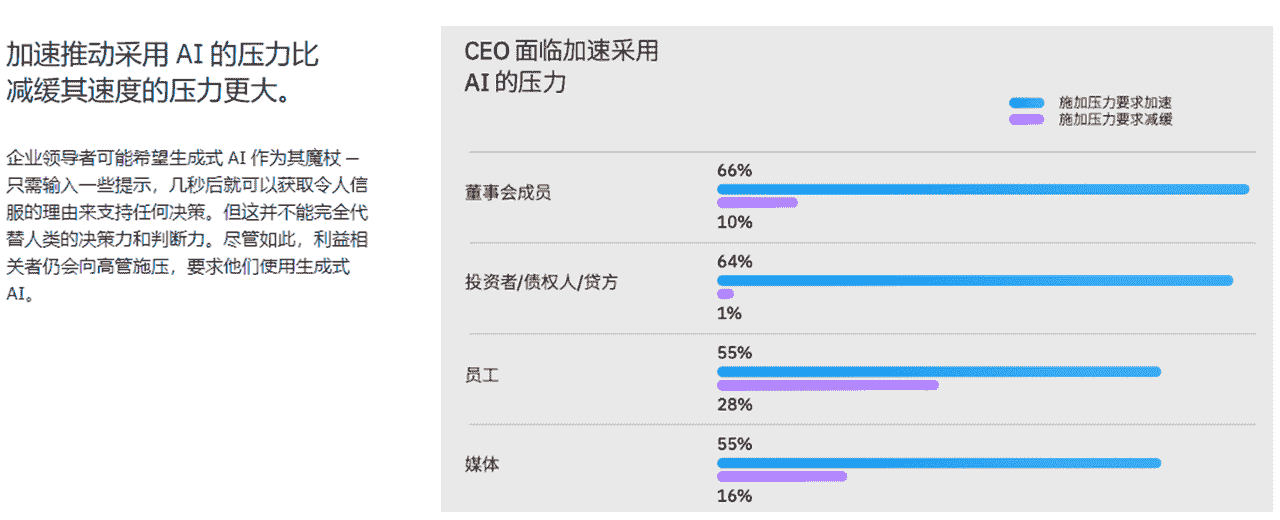 加速推动采用 AI 的压力比
减缓其速度的压力更大。
企业领导者可能希望生成式 AI 作为其魔杖 —
只需输入一些提示，几秒后就可以获取令人信
服的理由来支持任何决策。但这并不能完全代
替人类的决策力和判断力。尽管如此，利益相
关者仍会向高管施压，要求他们使用生成式
AI。
CEO 面临加速采用
AI 的压力
施加压力要求加速
施加压力要求减缓
董事会成员
66%
10%
投资者/债权人/贷方
64%
1%
员工
55%
28%
媒体
55%
16%